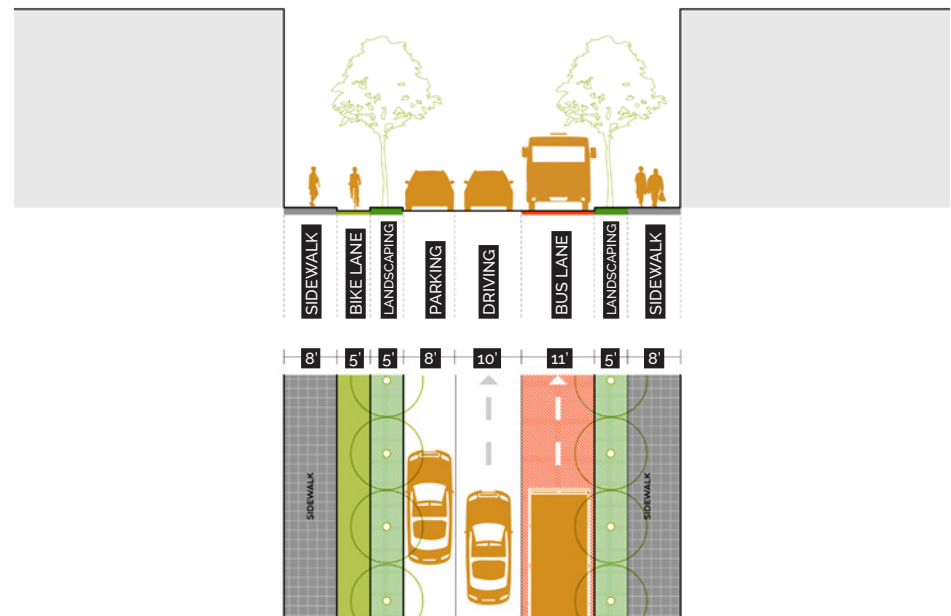 SIDEWALK
BIKE LANE
LANDSCAPING
PARKING
DRIVING
BUS LANE
LANDSCAPING
SIDEWALK
8' 5' 5' 8' 10' 11' 5' 8'
SIDEWALK
SIDEWALK